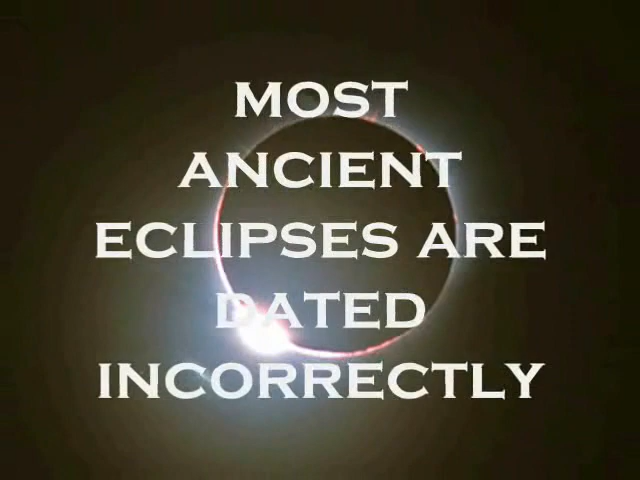 MOST
ANCIENT
ECLIPSES ARE
DATED
INCORRECTLY